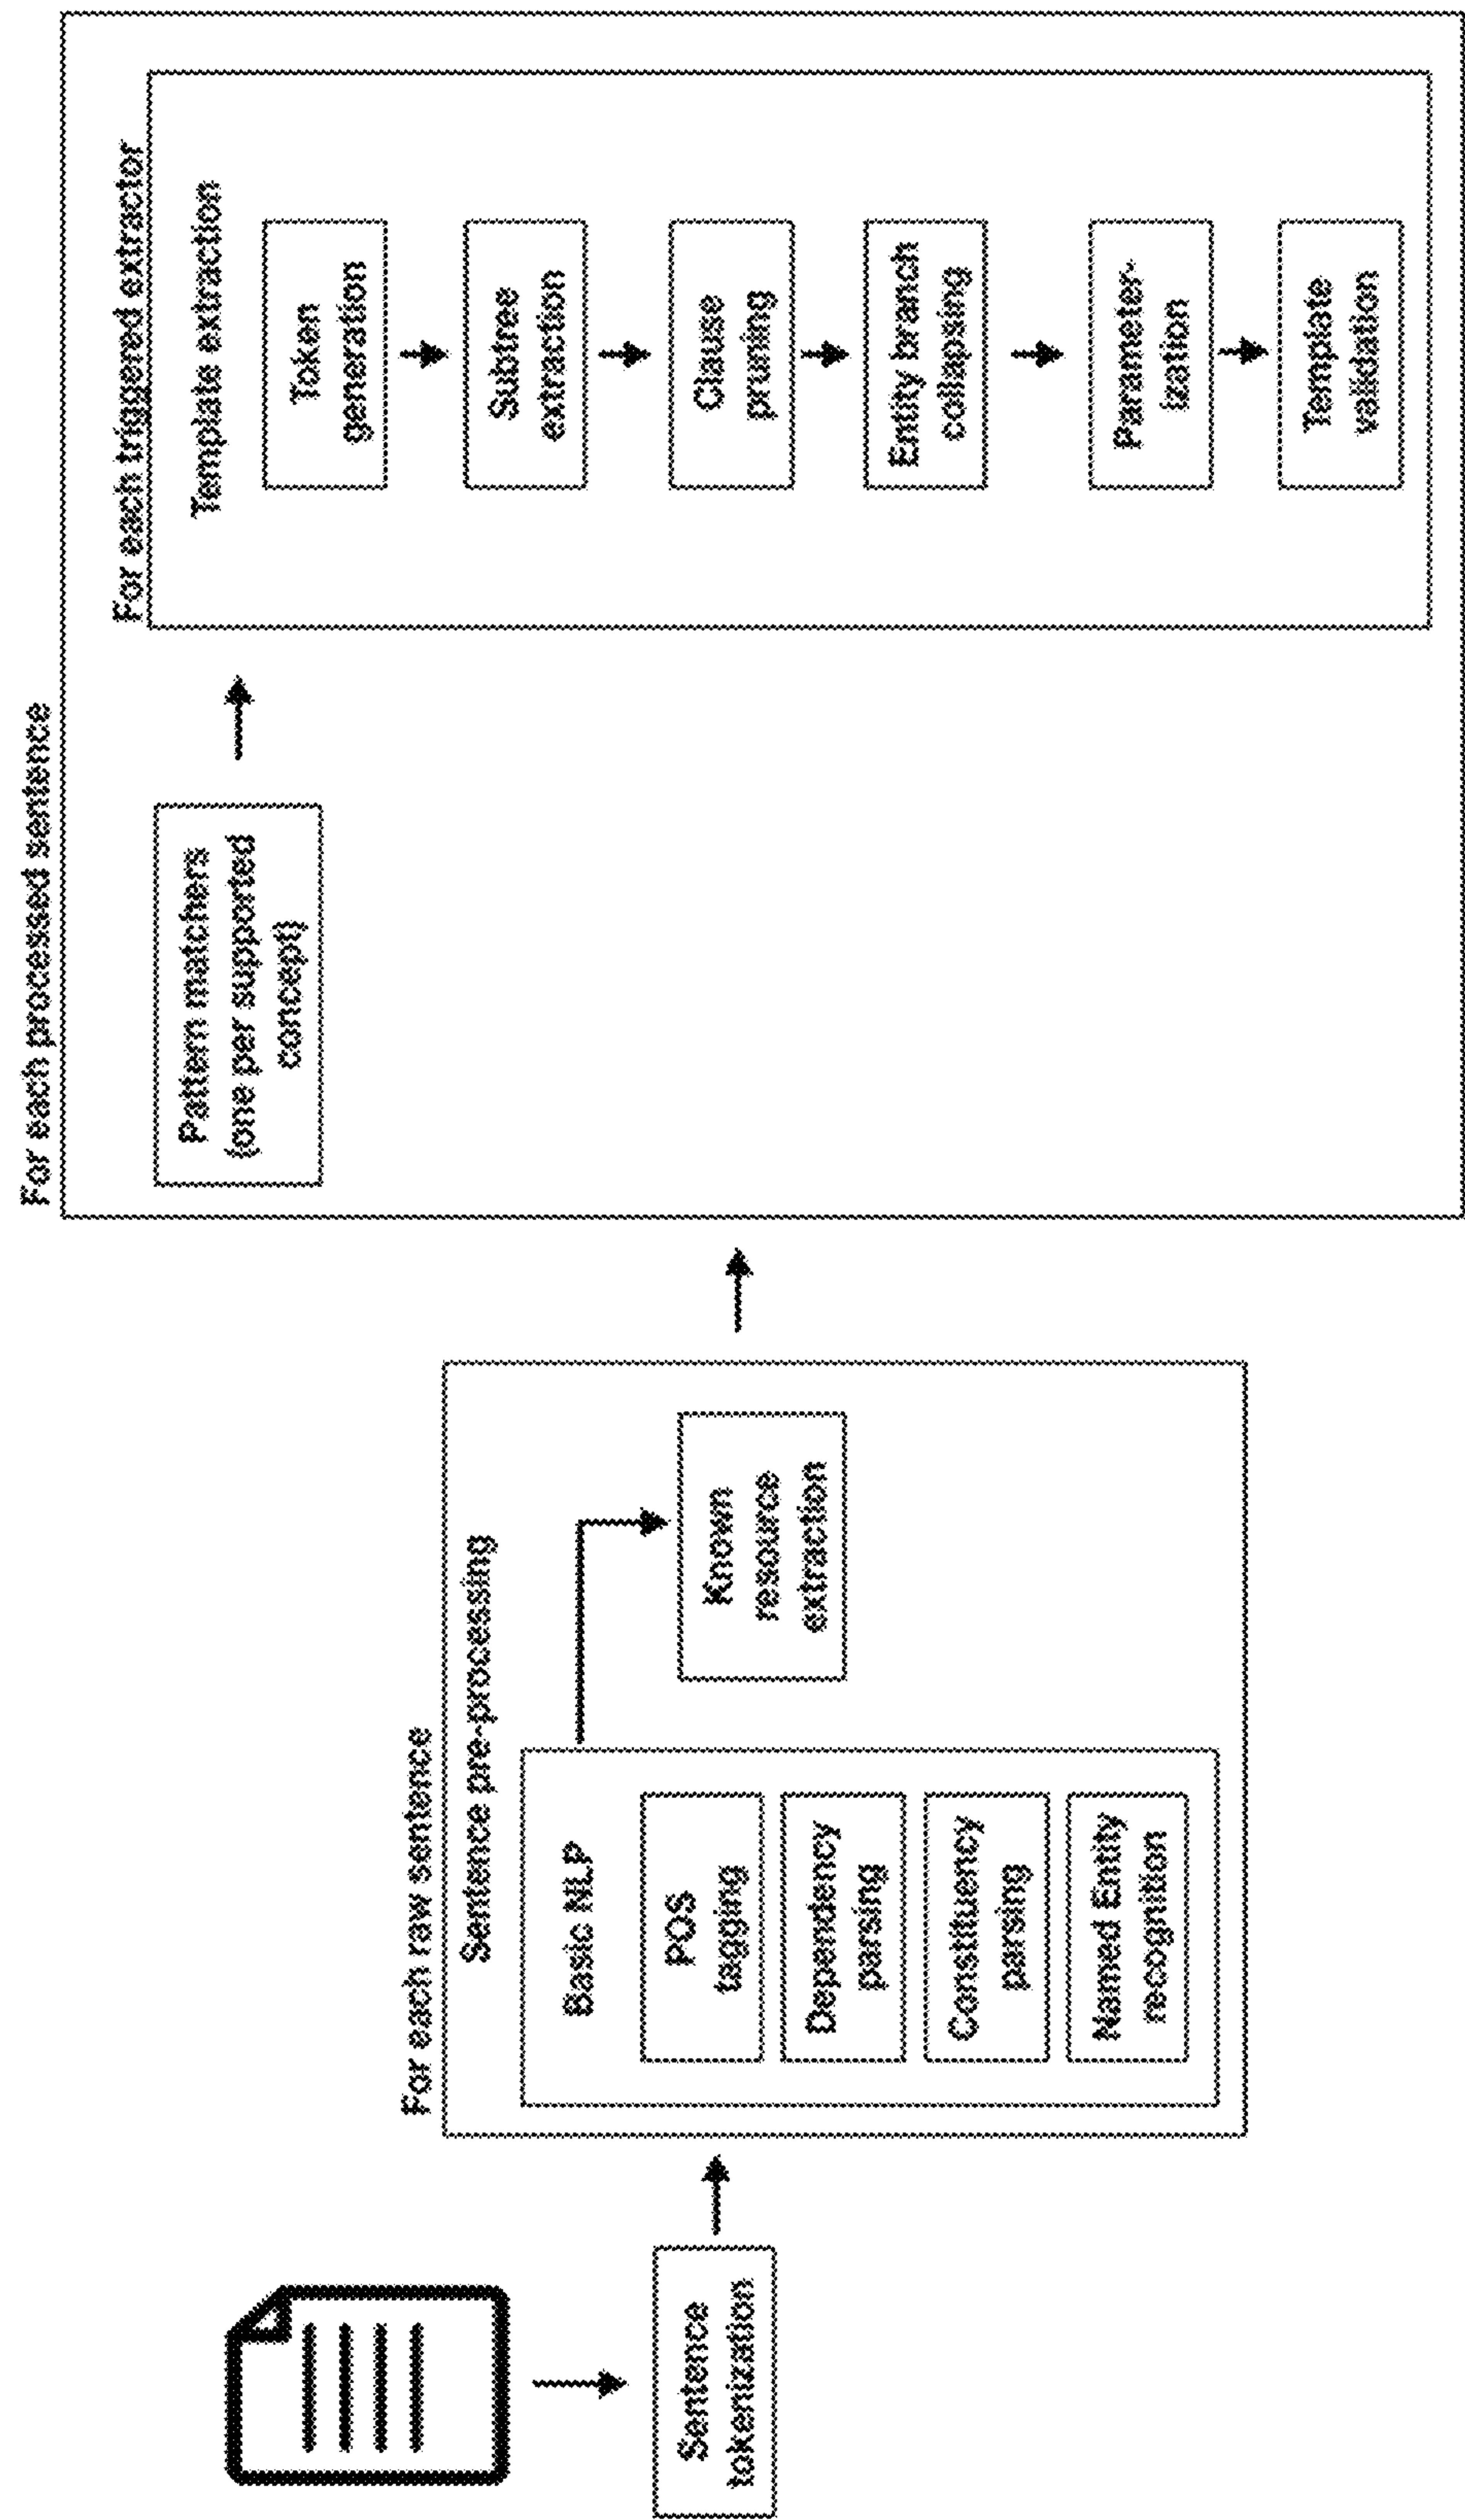 Sentence
tokenization
For each raw sentence
Sentence pre-processing
Basic NLP
POS
tagging
Dependency
parsing
Constituency
parsing
Named Entity
recognition
Known
resource
extraction
For each processed sentence
Pattern matchers
(one per supported
concept)
For each triggered extractor
Template extraction
Token
generation
Subtree
extraction
Clause
pruning
Entity branch
collapsing
Parameter-
ization
Template
validation